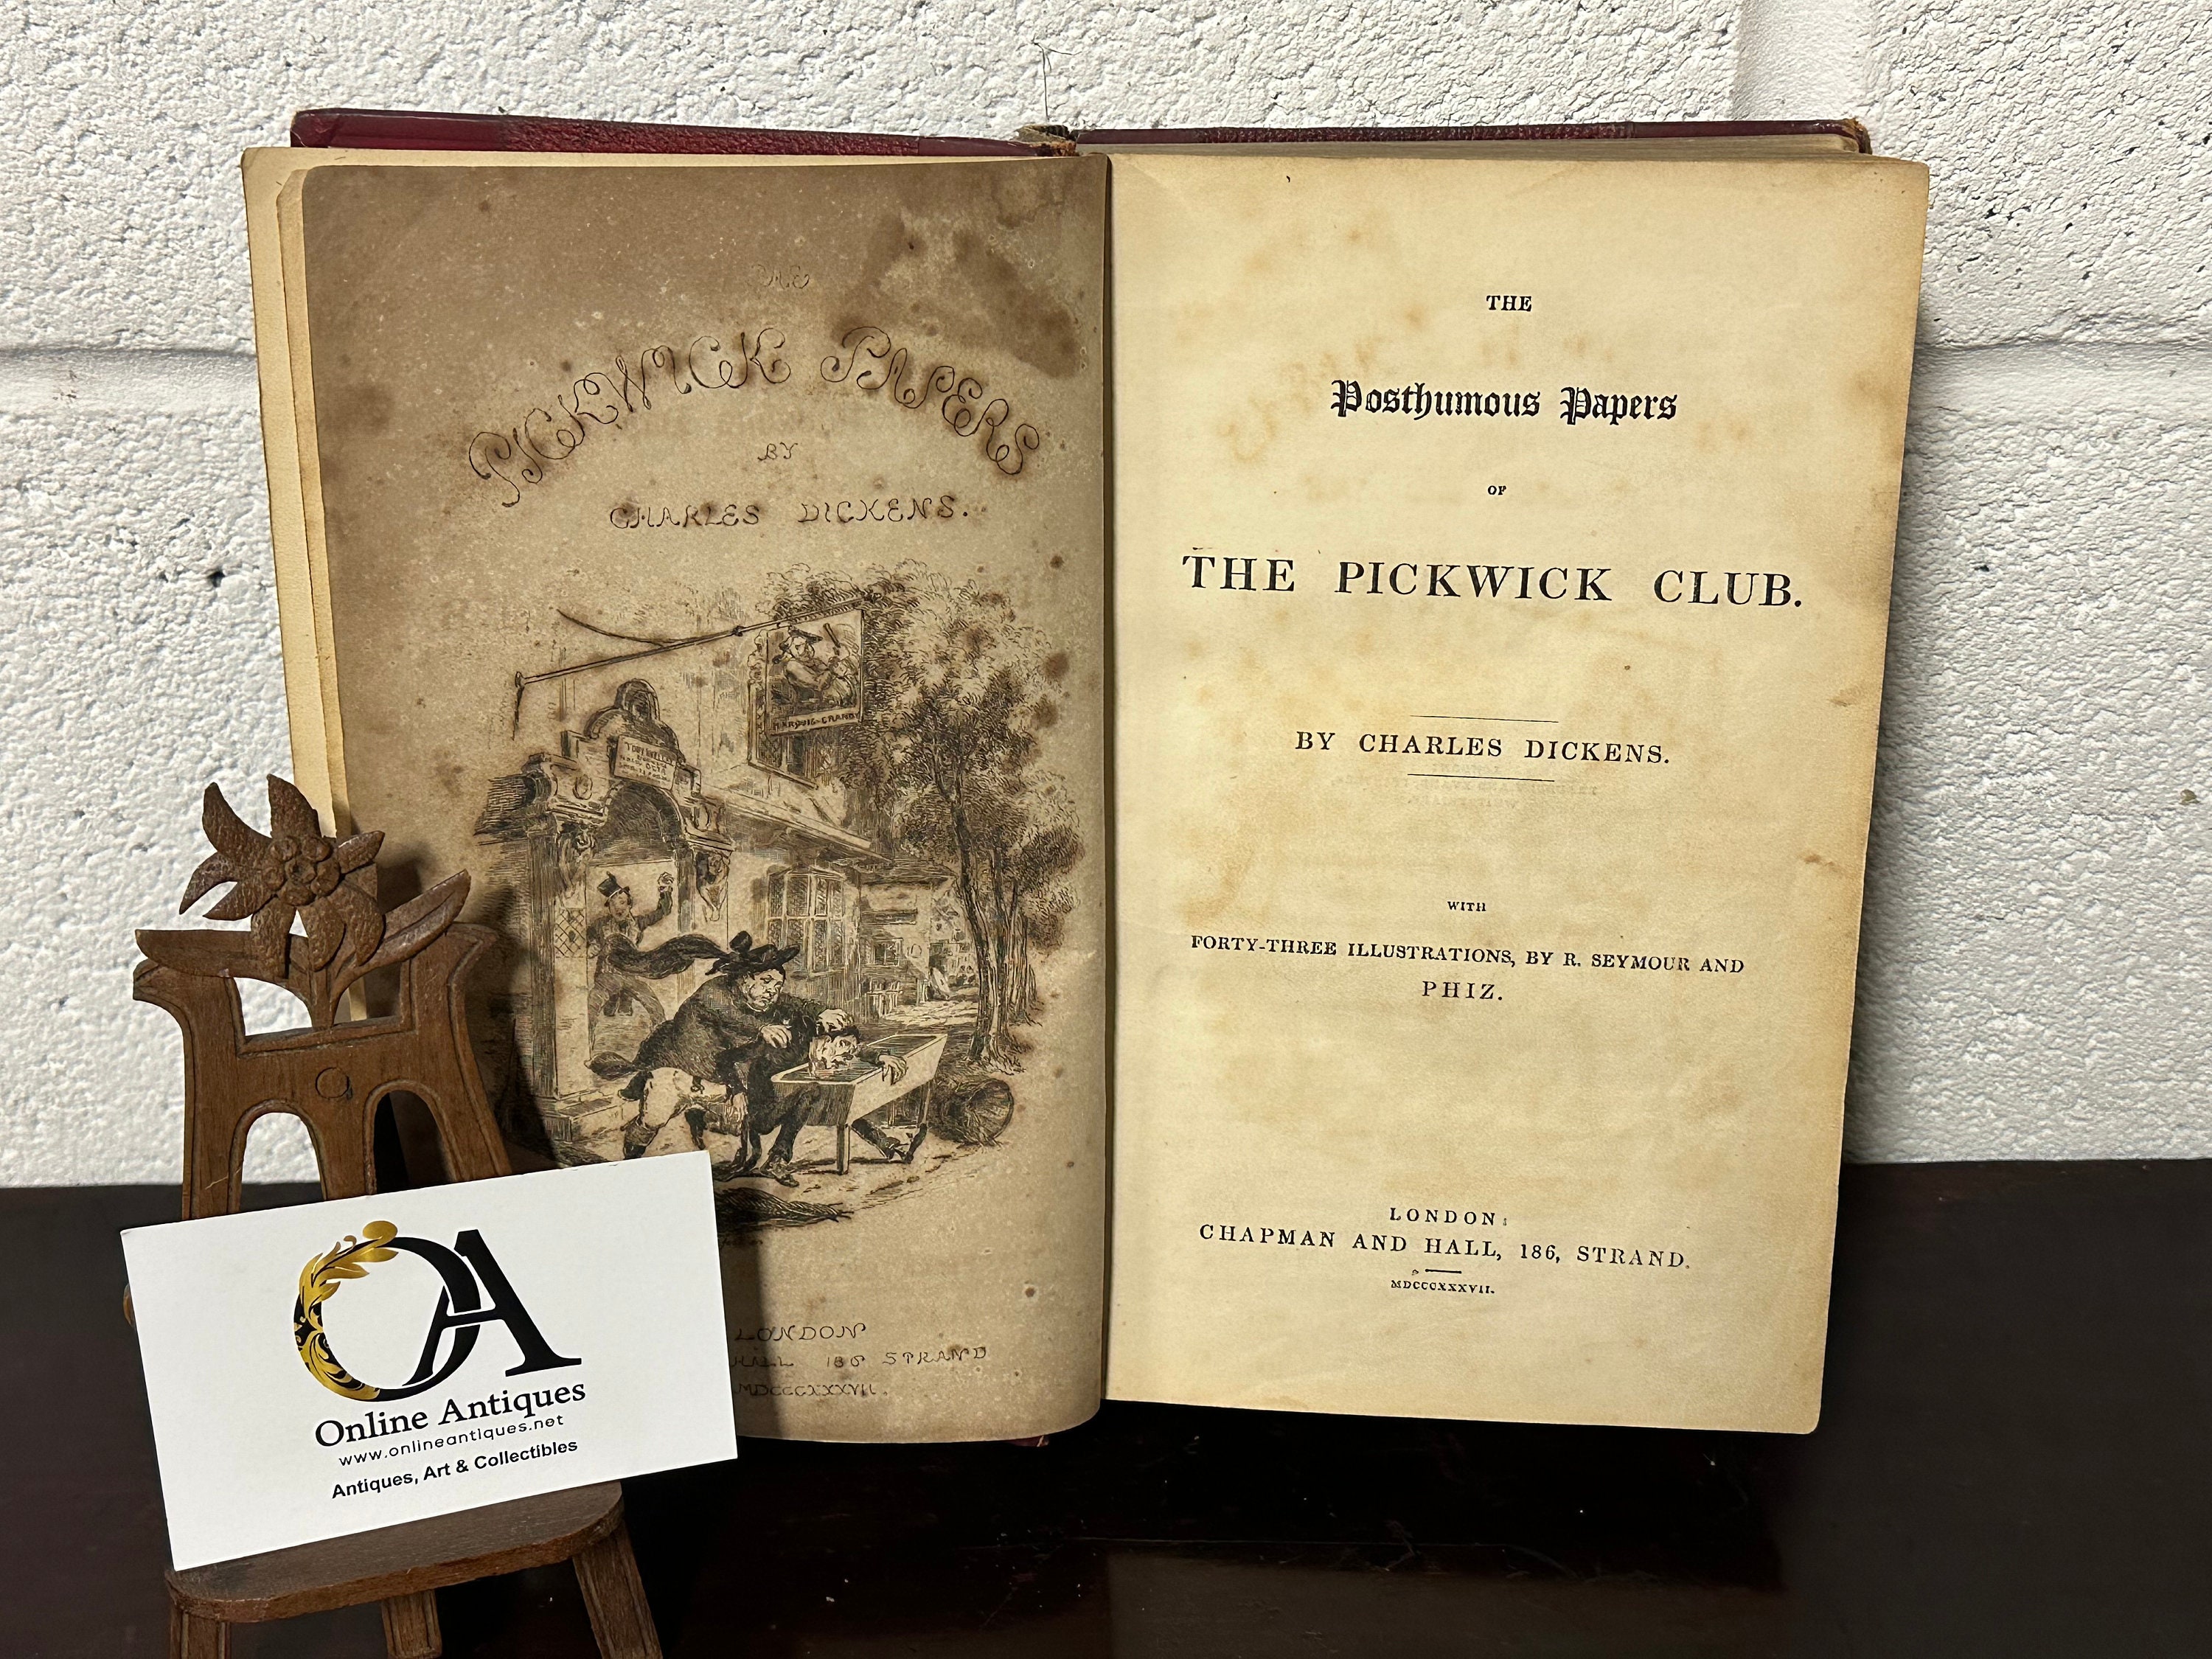 PICKWICK PAPERS
BY
CHARLES DICKENS.
LONDON
HALL 186 STRAND
MDCCCXXXVII.
THE
Posthumous Papers
OF
THE PICKWICK CLUB.
BY CHARLES DICKENS.
WITH
FORTY-THREE ILLUSTRATIONS, BY R. SEYMOUR AND
PHIZ.
LONDON:
CHAPMAN AND HALL, 186, STRAND.
MDCCCXXXVII.
OA
Online Antiques
www.onlineantiques.net
Antiques, Art & Collectibles